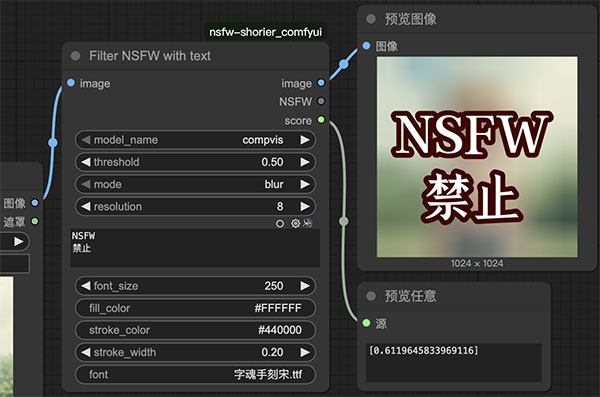 nsfw-shorier_comfyui
Filter NSFW with text
image
image
NSFW
score
model_name compvis
threshold 0.50
mode blur
resolution 8
NSFW
禁止
font_size 250
fill_color #FFFFFF
stroke_color #440000
stroke_width 0.20
font 字魂手刻宋.ttf
图像
遮罩
预览图像
图像
NSFW
禁止
1024 × 1024
预览任意
源
[0.6119645833969116]